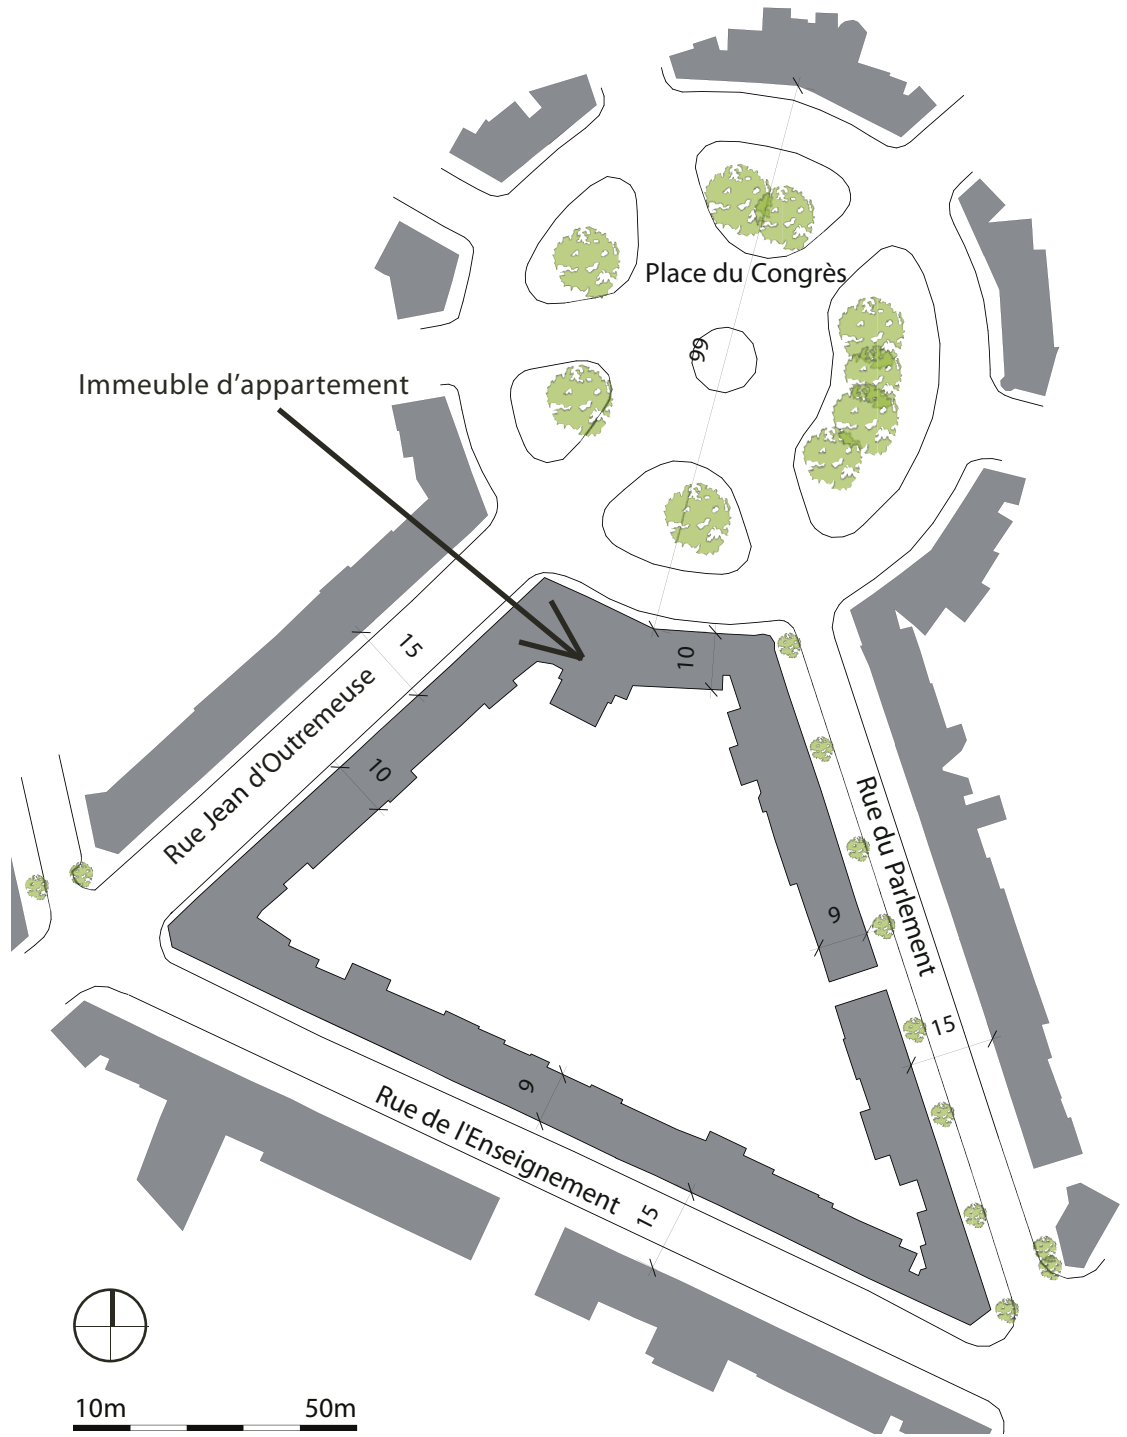 Place du Congrès
99
Immeuble d’appartement
15
10
Rue Jean d'Outremeuse
10
Rue du Parlement
9
15
9
Rue de l'Enseignement
15
10m
50m